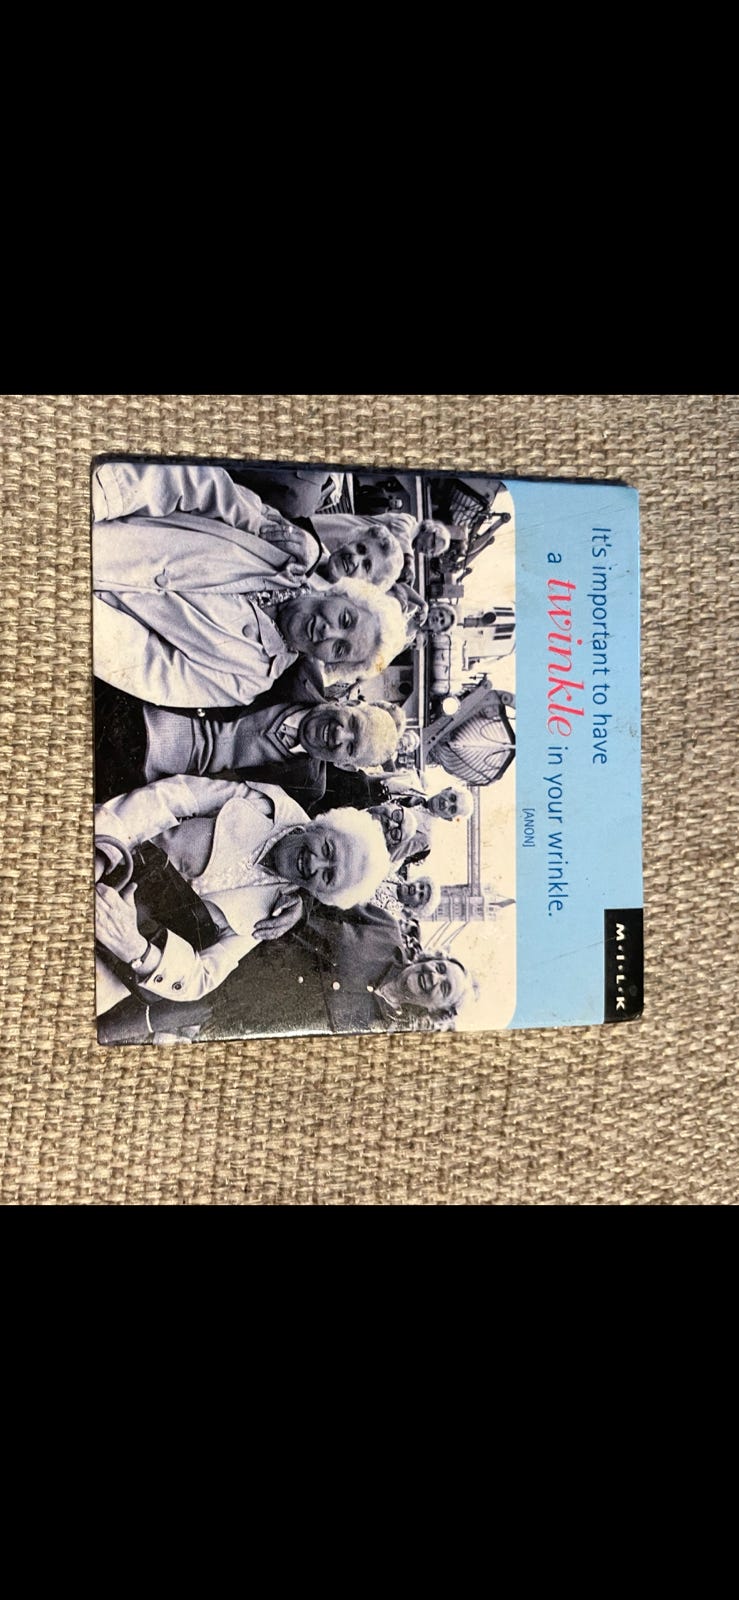 M·I·L·K
It's important to have
a twinkle in your wrinkle.
[ANON]